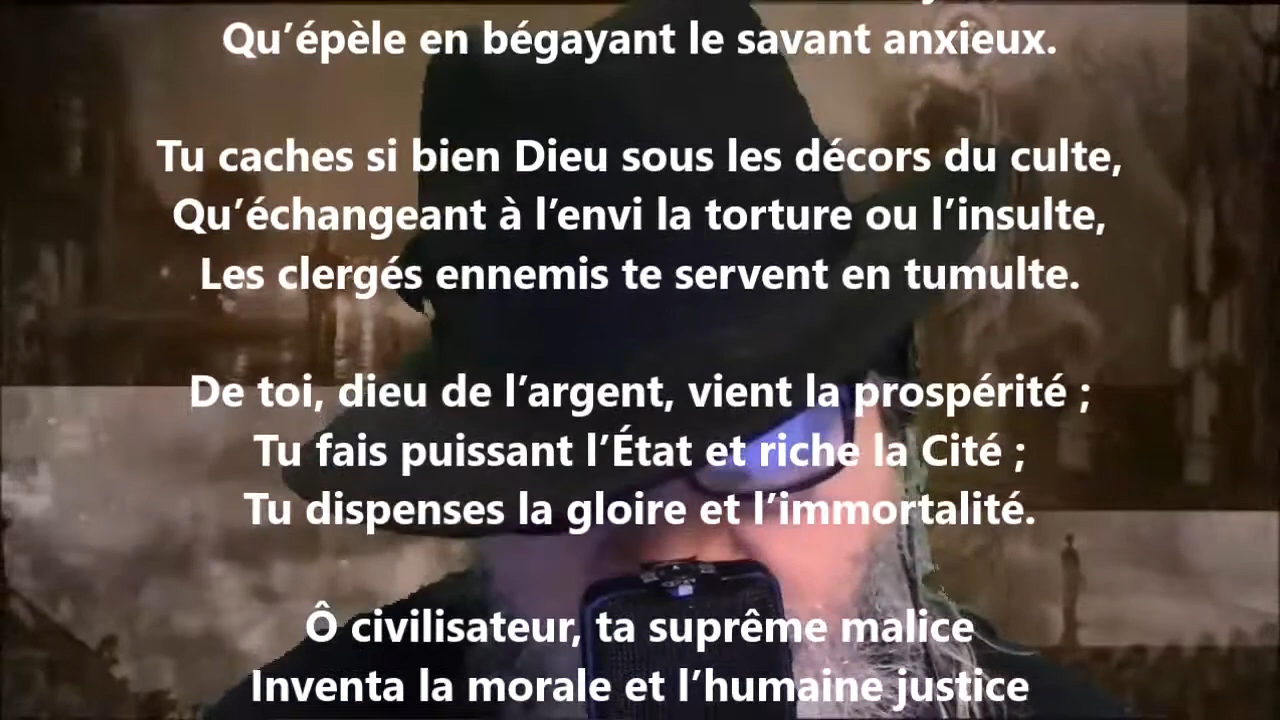 Qu’épèle en bégayant le savant anxieux.
Tu caches si bien Dieu sous les décors du culte,
Qu’échangeant à l’envi la torture ou l’insulte,
Les clergés ennemis te servent en tumulte.
De toi, dieu de l’argent, vient la prospérité ;
Tu fais puissant l’État et riche la Cité ;
Tu dispenses la gloire et l’immortalité.
Ô civilisateur, ta suprême malice
Inventa la morale et l’humaine justice